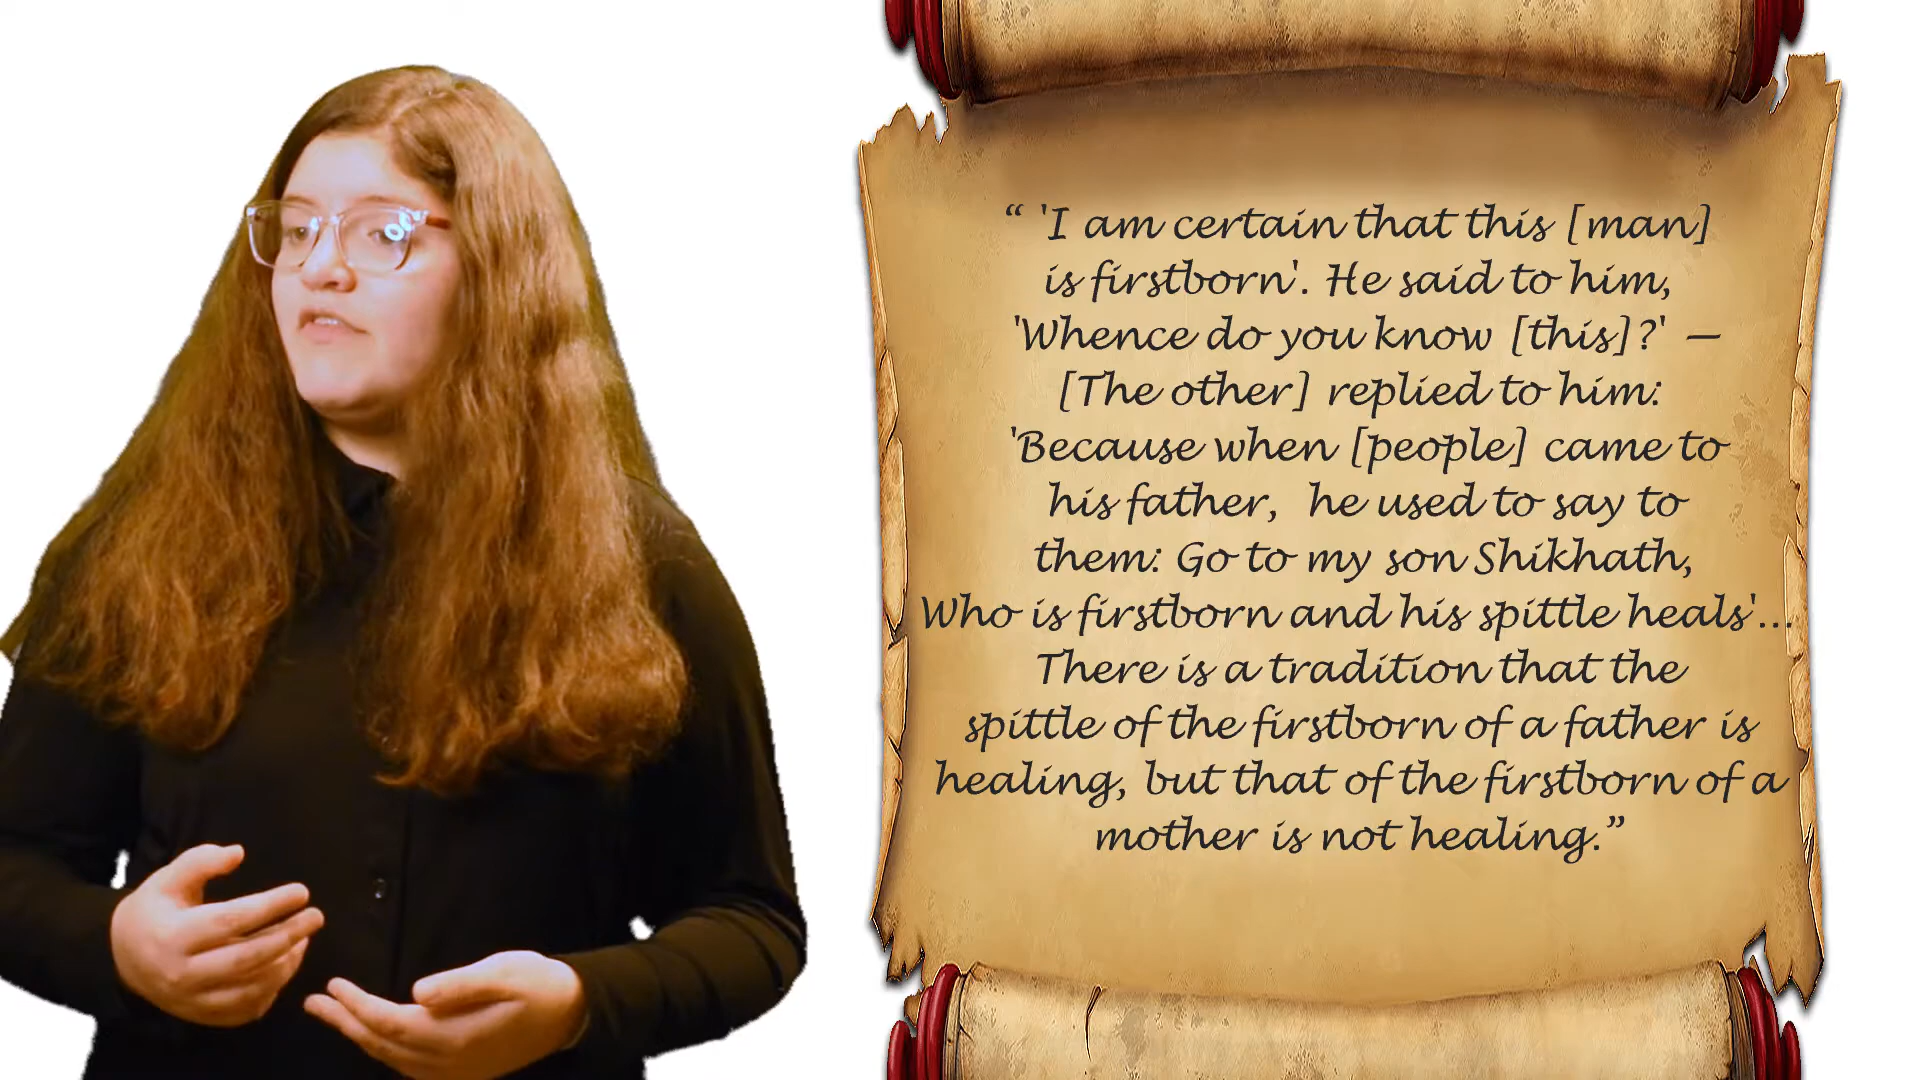 “ 'I am certain that this [man]
is firstborn'. He said to him,
'Whence do you know [this]?' —
[The other] replied to him:
'Because when [people] came to
his father, he used to say to
them: Go to my son Shikhath,
Who is firstborn and his spittle heals'...
There is a tradition that the
spittle of the firstborn of a father is
healing, but that of the firstborn of a
mother is not healing.”